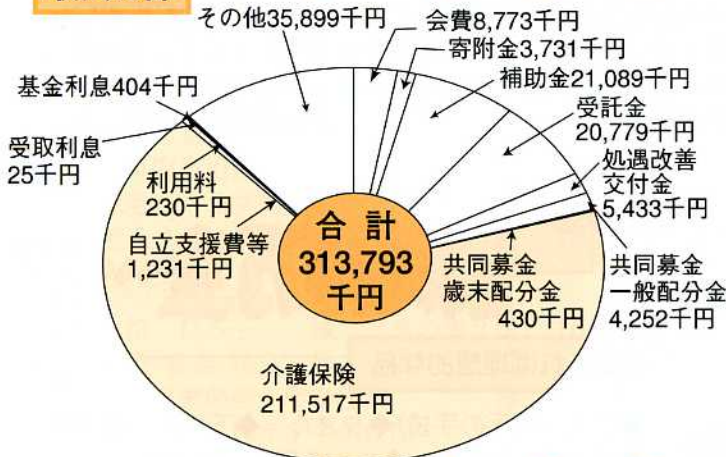 その他35,899千円
会費8,773千円
寄附金3,731千円
補助金21,089千円
受託金
20,779千円
処遇改善
交付金
5,433千円
共同募金
一般配分金
4,252千円
共同募金
歳末配分金
430千円
介護保険
211,517千円
自立支援費等
1,231千円
利用料
230千円
受取利息
25千円
基金利息404千円
合計
313,793
千円